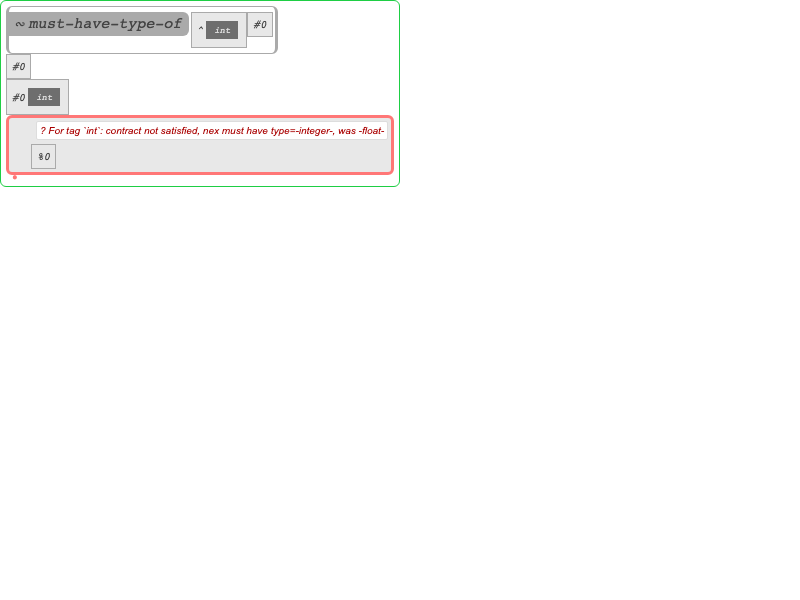 ~ must-have-type-of ^ int #0
#0
#0 int
? For tag `int`: contract not satisfied, nex must have type=-integer-, was -float-
%0